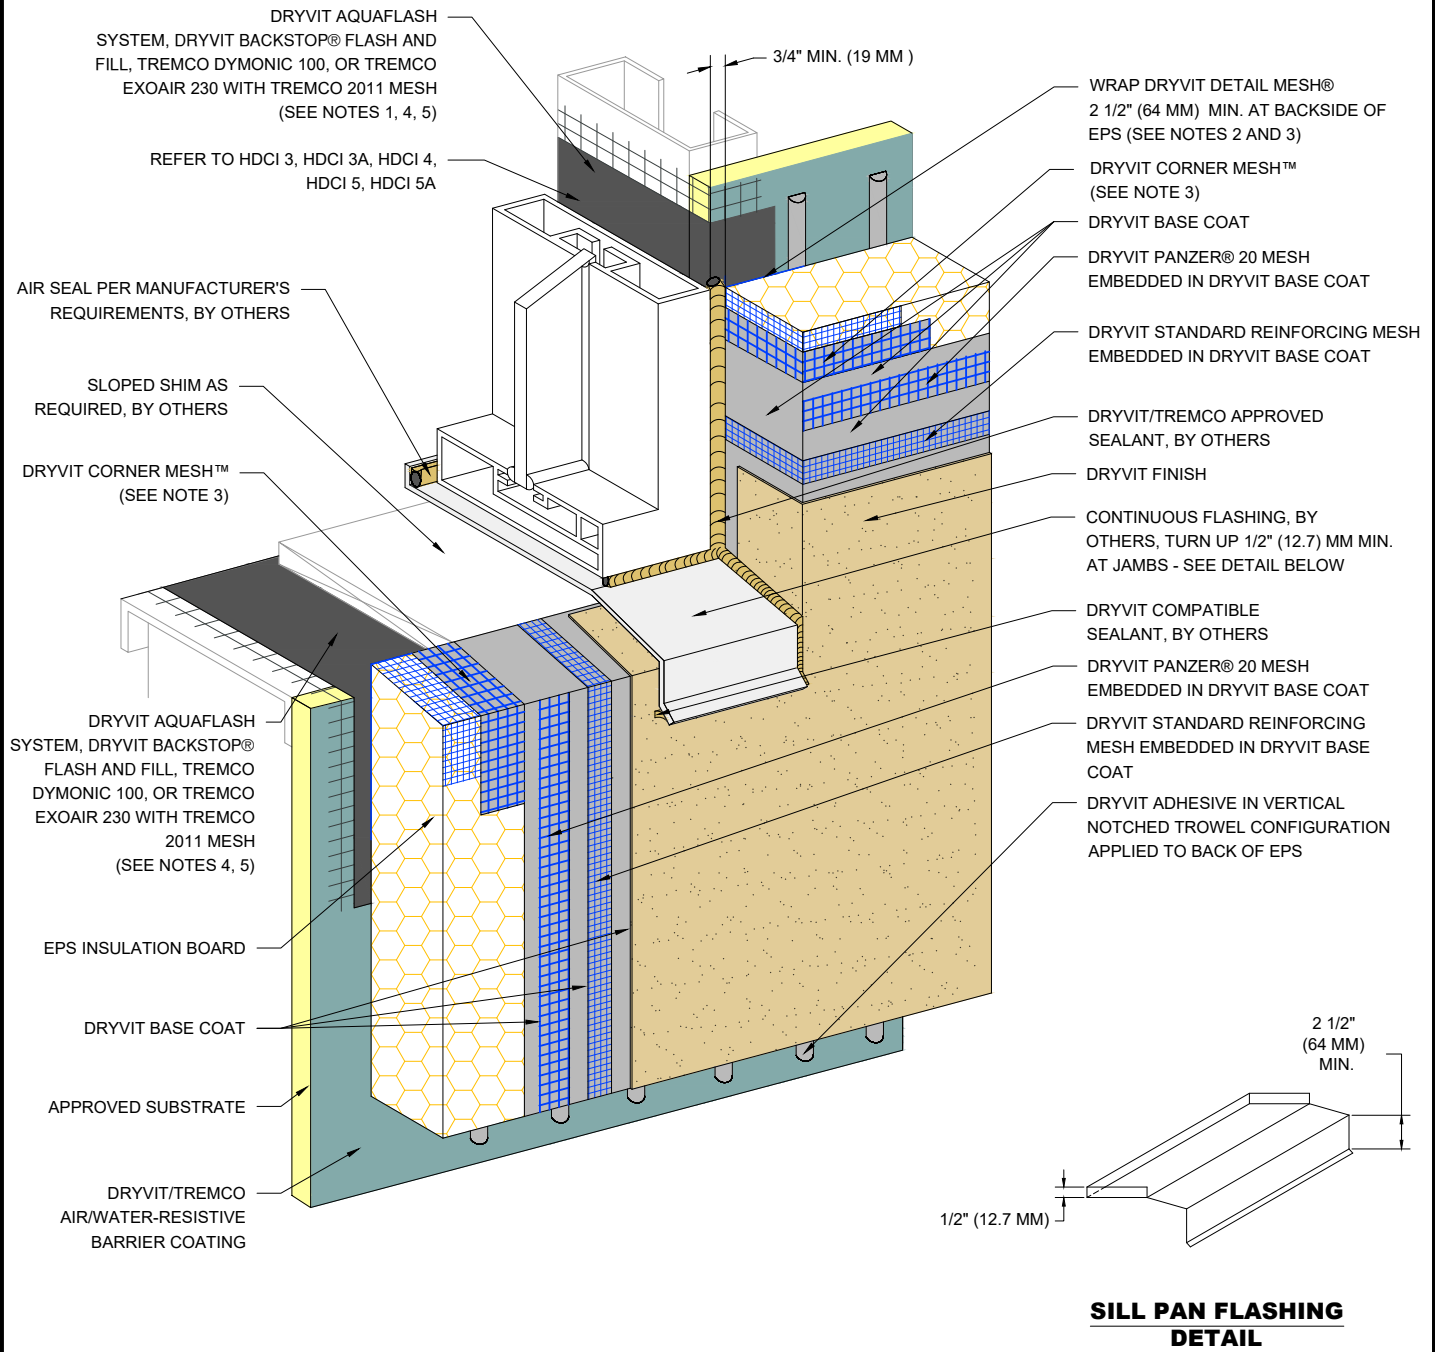 DRYVIT AQUAFLASH
SYSTEM, DRYVIT BACKSTOP® FLASH AND
FILL, TREMCO DYMONIC 100, OR TREMCO
EXOAIR 230 WITH TREMCO 2011 MESH
(SEE NOTES 1, 4, 5)
REFER TO HDCI 3, HDCI 3A, HDCI 4,
HDCI 5, HDCI 5A
AIR SEAL PER MANUFACTURER'S
REQUIREMENTS, BY OTHERS
SLOPED SHIM AS
REQUIRED, BY OTHERS
DRYVIT CORNER MESH™
(SEE NOTE 3)
DRYVIT AQUAFLASH
SYSTEM, DRYVIT BACKSTOP®
FLASH AND FILL, TREMCO
DYMONIC 100, OR TREMCO
EXOAIR 230 WITH TREMCO
2011 MESH
(SEE NOTES 4, 5)
EPS INSULATION BOARD
DRYVIT BASE COAT
APPROVED SUBSTRATE
DRYVIT/TREMCO
AIR/WATER-RESISTIVE
BARRIER COATING
3/4" MIN. (19 MM )
WRAP DRYVIT DETAIL MESH®
2 1/2" (64 MM) MIN. AT BACKSIDE OF
EPS (SEE NOTES 2 AND 3)
DRYVIT CORNER MESH™
(SEE NOTE 3)
DRYVIT BASE COAT
DRYVIT PANZER® 20 MESH
EMBEDDED IN DRYVIT BASE COAT
DRYVIT STANDARD REINFORCING MESH
EMBEDDED IN DRYVIT BASE COAT
DRYVIT/TREMCO APPROVED
SEALANT, BY OTHERS
DRYVIT FINISH
CONTINUOUS FLASHING, BY
OTHERS, TURN UP 1/2" (12.7) MM MIN.
AT JAMBS - SEE DETAIL BELOW
DRYVIT COMPATIBLE
SEALANT, BY OTHERS
DRYVIT PANZER® 20 MESH
EMBEDDED IN DRYVIT BASE COAT
DRYVIT STANDARD REINFORCING
MESH EMBEDDED IN DRYVIT BASE
COAT
DRYVIT ADHESIVE IN VERTICAL
NOTCHED TROWEL CONFIGURATION
APPLIED TO BACK OF EPS
2 1/2"
(64 MM)
MIN.
1/2" (12.7 MM)
SILL PAN FLASHING
DETAIL